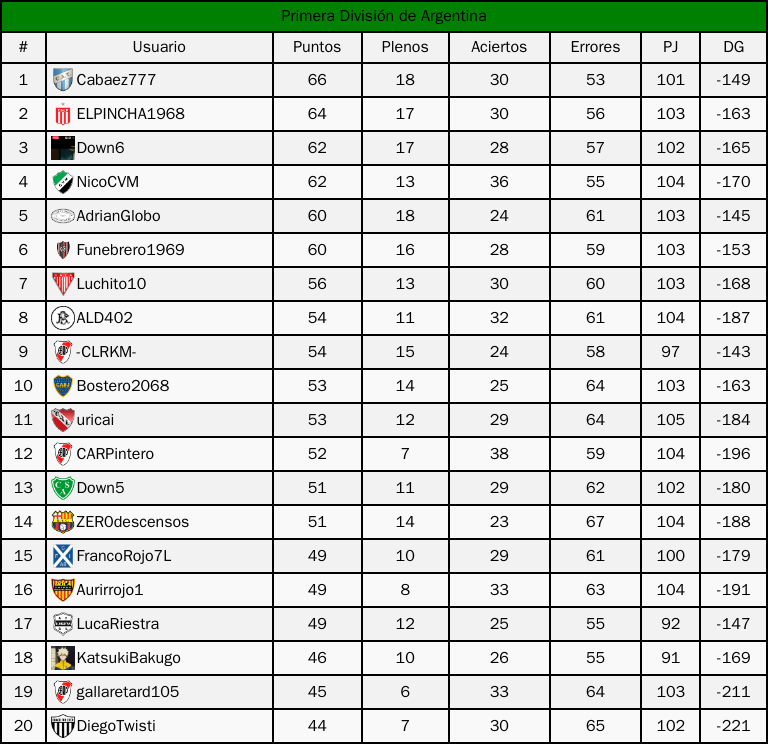 Primera División de Argentina
# Usuario Puntos Plenos Aciertos Errores PJ DG
1 Cabaez777 66 18 30 53 101 -149
2 ELPINCHA1968 64 17 30 56 103 -163
3 Down6 62 17 28 57 102 -165
4 NicoCVM 62 13 36 55 104 -170
5 AdrianGlobo 60 18 24 61 103 -145
6 Funebrero1969 60 16 28 59 103 -153
7 Luchito10 56 13 30 60 103 -168
8 ALD402 54 11 32 61 104 -187
9 -CLRKM- 54 15 24 58 97 -143
10 Bostero2068 53 14 25 64 103 -163
11 uricai 53 12 29 64 105 -184
12 CARPintero 52 7 38 59 104 -196
13 Down5 51 11 29 62 102 -180
14 ZER0descensos 51 14 23 67 104 -188
15 FrancoRojo7L 49 10 29 61 100 -179
16 Aurirrojo1 49 8 33 63 104 -191
17 LucaRiestra 49 12 25 55 92 -147
18 KatsukiBakugo 46 10 26 55 91 -169
19 gallaretard105 45 6 33 64 103 -211
20 DiegoTwisti 44 7 30 65 102 -221